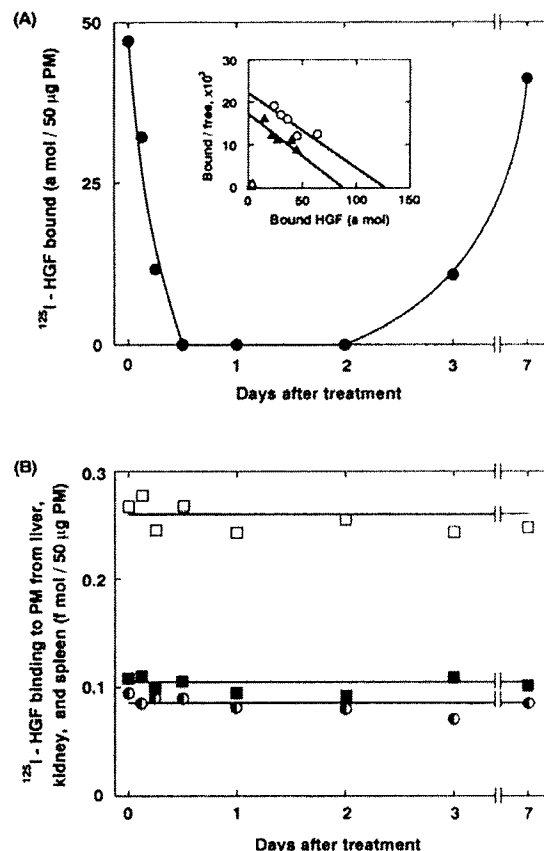 (A)
50
25
0
¹²⁵I - HGF bound (a mol / 50 μg PM)
30
20
10
0
Bound / free, x10³
0 50 100 150
Bound HGF (a mol)
0 1 2 3 7
Days after treatment
(B)
0.3
0.2
0.1
0
¹²⁵I - HGF binding to PM from liver,
kidney, and spleen (f mol / 50 μg PM)
0 1 2 3 7
Days after treatment